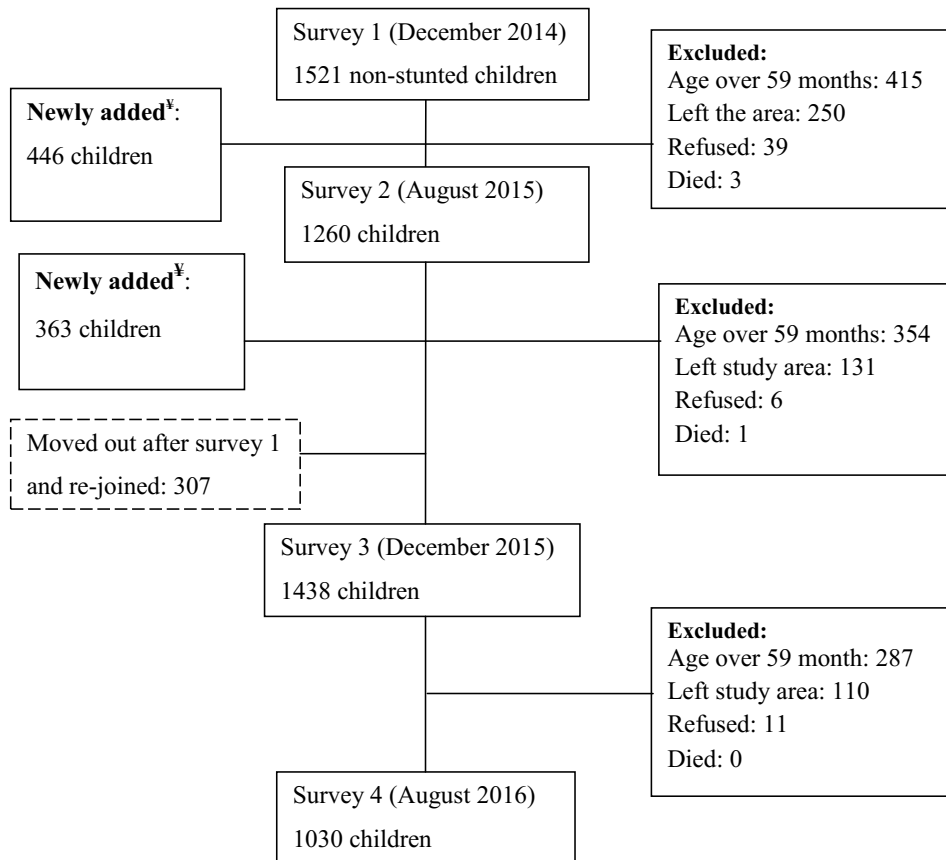 Survey 1 (December 2014)
1521 non-stunted children
Excluded:
Age over 59 months: 415
Left the area: 250
Refused: 39
Died: 3
Newly added¥:
446 children
Survey 2 (August 2015)
1260 children
Newly added¥:
363 children
Excluded:
Age over 59 months: 354
Left study area: 131
Refused: 6
Died: 1
Moved out after survey 1
and re-joined: 307
Survey 3 (December 2015)
1438 children
Excluded:
Age over 59 month: 287
Left study area: 110
Refused: 11
Died: 0
Survey 4 (August 2016)
1030 children